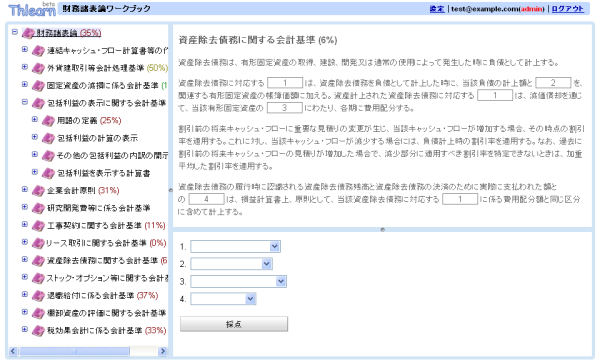 Thlearn beta 財務諸表論ワークブック
設定 | test@example.com(admin) | ログアウト
財務諸表論 (35%)
連結キャッシュ・フロー計算書等の(
外貨建取引等会計処理基準 (50%)
固定資産の減損に係る会計基準 (1
包括利益の表示に関する会計基準
用語の定義 (25%)
包括利益の計算の表示
その他の包括利益の内訳の開示
包括利益を表示する計算書
企業会計原則 (31%)
研究開発費等に係る会計基準
工事契約に関する会計基準 (11%)
リース取引に関する会計基準 (0%)
資産除去債務に関する会計基準 (6
ストック・オプション等に関する会計基
退職給付に係る会計基準 (37%)
棚卸資産の評価に関する会計基準
税効果会計に係る会計基準 (33%)
資産除去債務に関する会計基準 (6%)
資産除去債務は、有形固定資産の取得、建設、開発又は通常の使用によって発生した時に負債として計上する。
資産除去債務に対応する 1 は、資産除去債務を負債として計上した時に、当該負債の計上額と 2 を、
関連する有形固定資産の帳簿価額に加える。資産計上された資産除去債務に対応する 1 は、減価償却を通じ
て、当該有形固定資産の 3 にわたり、各期に費用配分する。
割引前の将来キャッシュ・フローに重要な見積りの変更が生じ、当該キャッシュ・フローが増加する場合、その時点の割引
率を適用する。これに対し、当該キャッシュ・フローが減少する場合には、負債計上時の割引率を適用する。なお、過去に
割引前の将来キャッシュ・フローの見積りが増加した場合で、減少部分に適用すべき割引率を特定できないときは、加重
平均した割引率を適用する。
資産除去債務の履行時に認識される資産除去債務残高と資産除去債務の決済のために実際に支払われた額と
の 4 は、損益計算書上、原則として、当該資産除去債務に対応する 1 に係る費用配分額と同じ区分
に含めて計上する。
1.
2.
3.
4.
採点